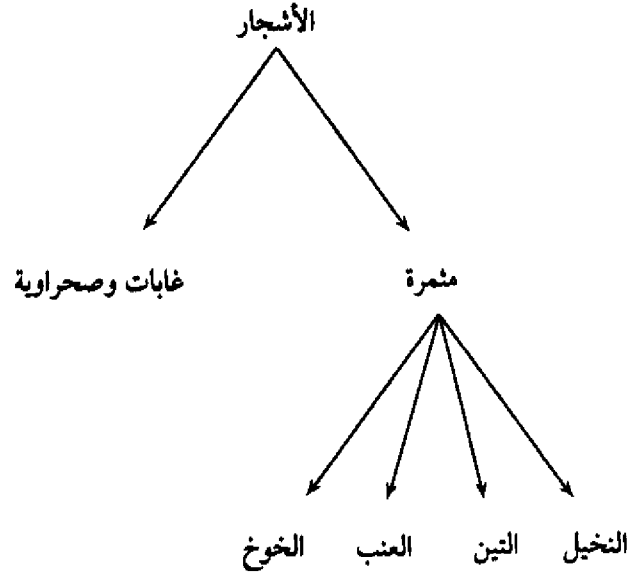 الأشجار
مثمرة غابات وصحراوية
النخيل التين العنب الخوخ